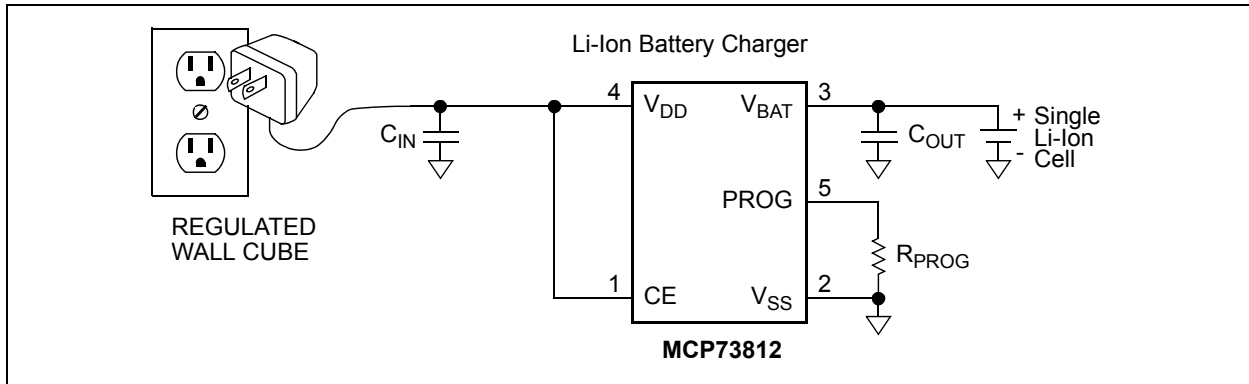 Li-Ion Battery Charger
4 VDD VBAT 3
CIN
COUT
+ Single
Li-Ion
- Cell
PROG 5
REGULATED
WALL CUBE
RPROG
1 CE VSS 2
MCP73812